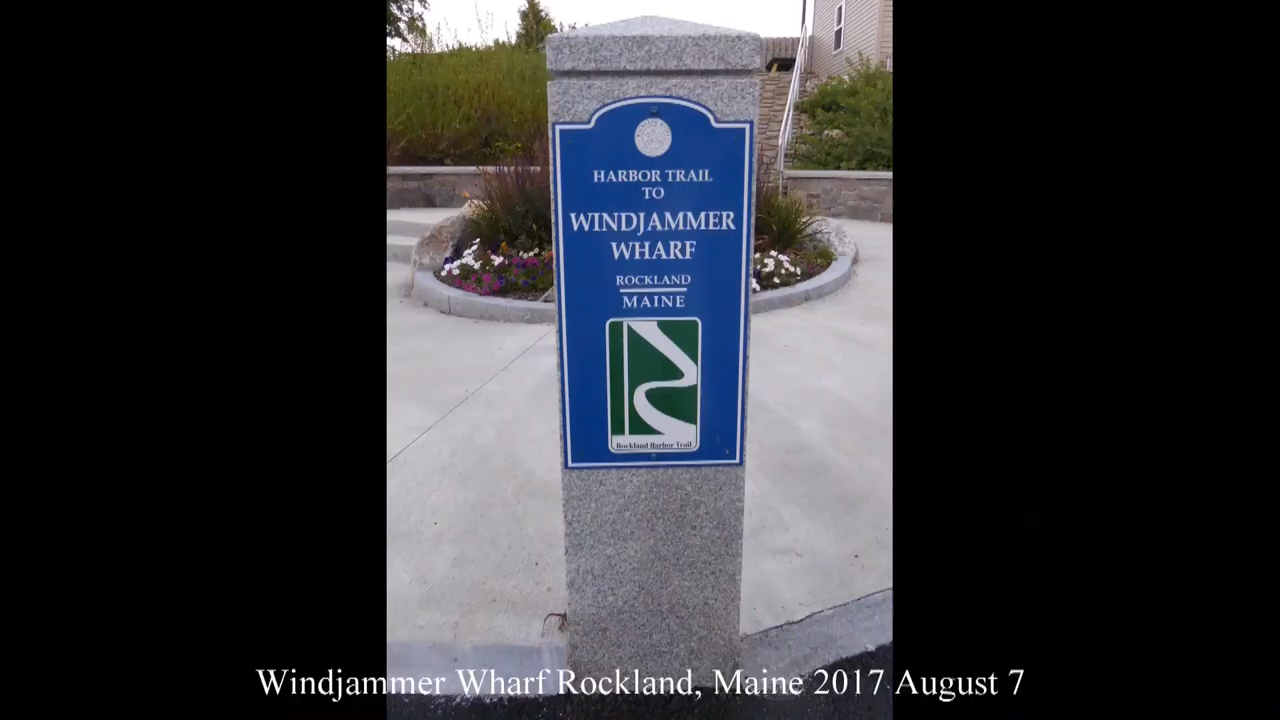 HARBOR TRAIL
TO
WINDJAMMER
WHARF
ROCKLAND
MAINE
Rockland Harbor Trail
Windjammer Wharf Rockland, Maine 2017 August 7